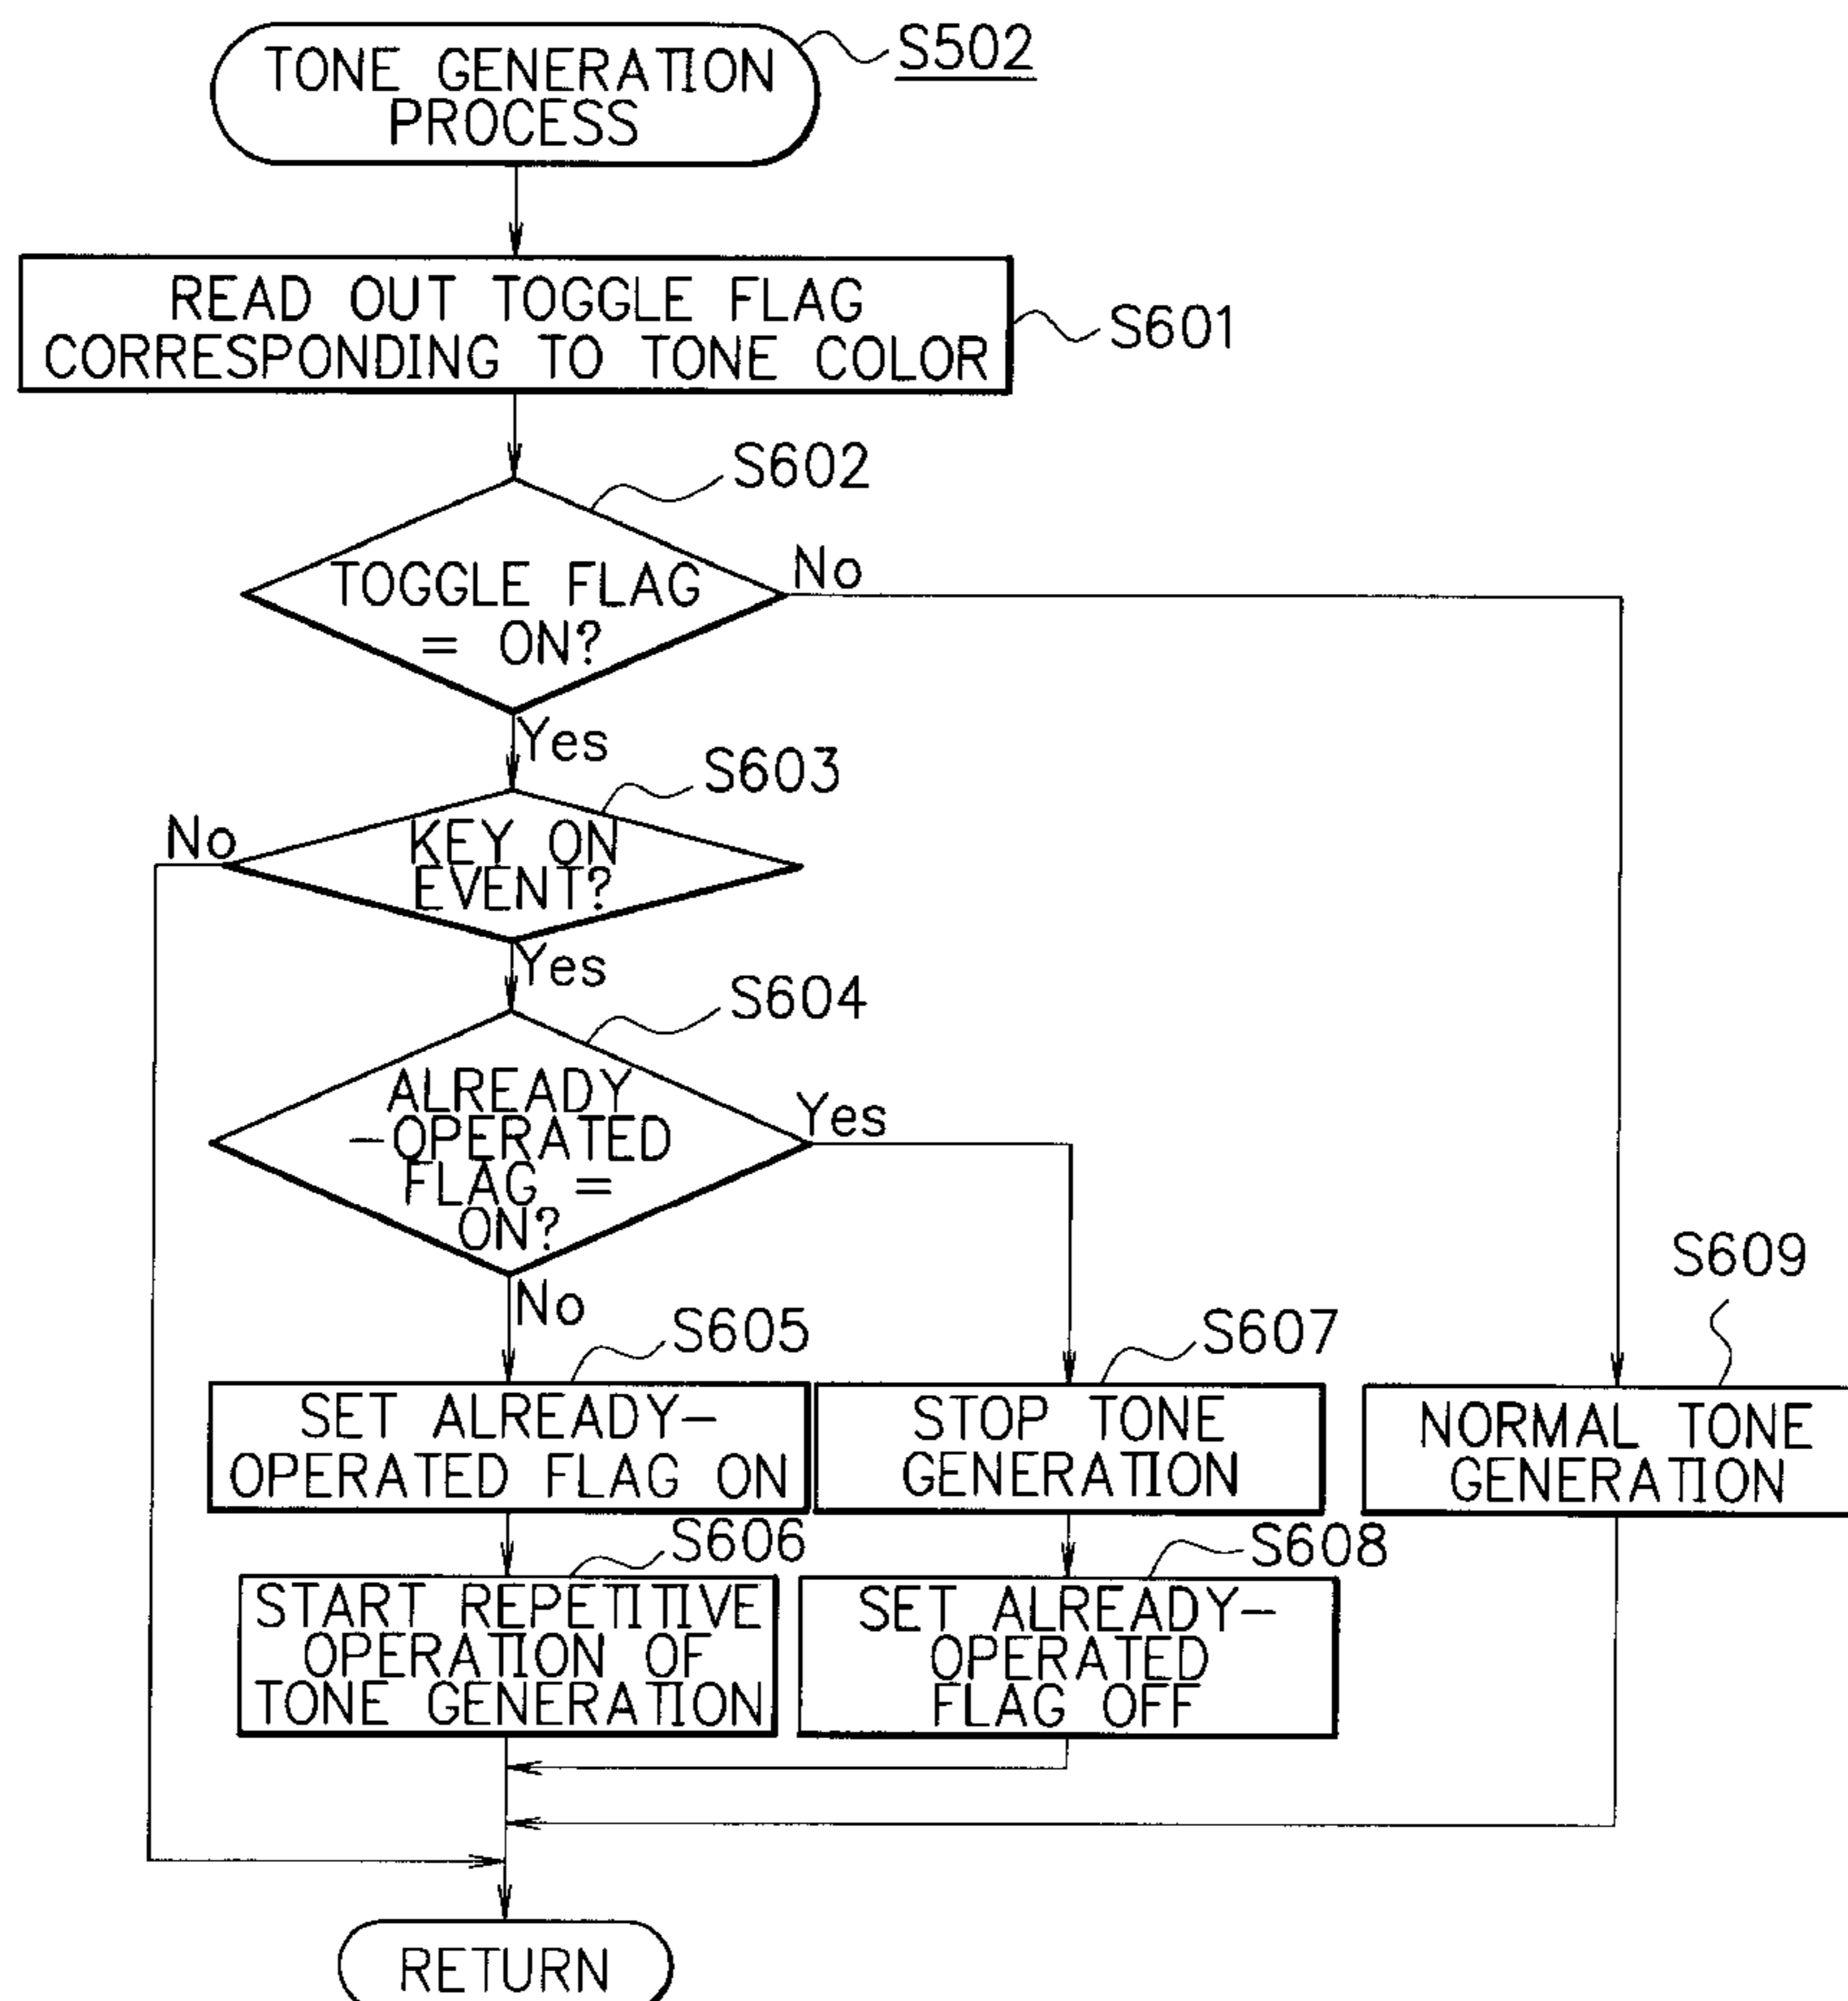 TONE GENERATION
PROCESS
S502
READ OUT TOGGLE FLAG
CORRESPONDING TO TONE COLOR
S601
S602
TOGGLE FLAG
= ON?
No
Yes
S603
KEY ON
EVENT?
No
Yes
S604
ALREADY
-OPERATED
FLAG =
ON?
Yes
No
S605
SET ALREADY-
OPERATED FLAG ON
S607
STOP TONE
GENERATION
S609
NORMAL TONE
GENERATION
S606
START REPETITIVE
OPERATION OF
TONE GENERATION
S608
SET ALREADY-
OPERATED
FLAG OFF
RETURN